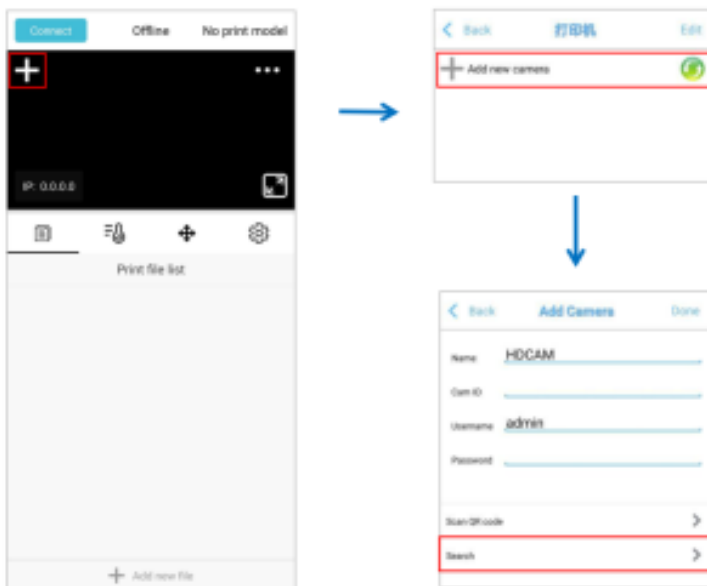 Connect Offline No print model
IP: 0.0.0.0
Print file list
Add new file
Back 打印机 Edit
Add new camera
Back Add Camera Done
Name HDCAM
Cam ID
Username admin
Password
Scan QR code
Search